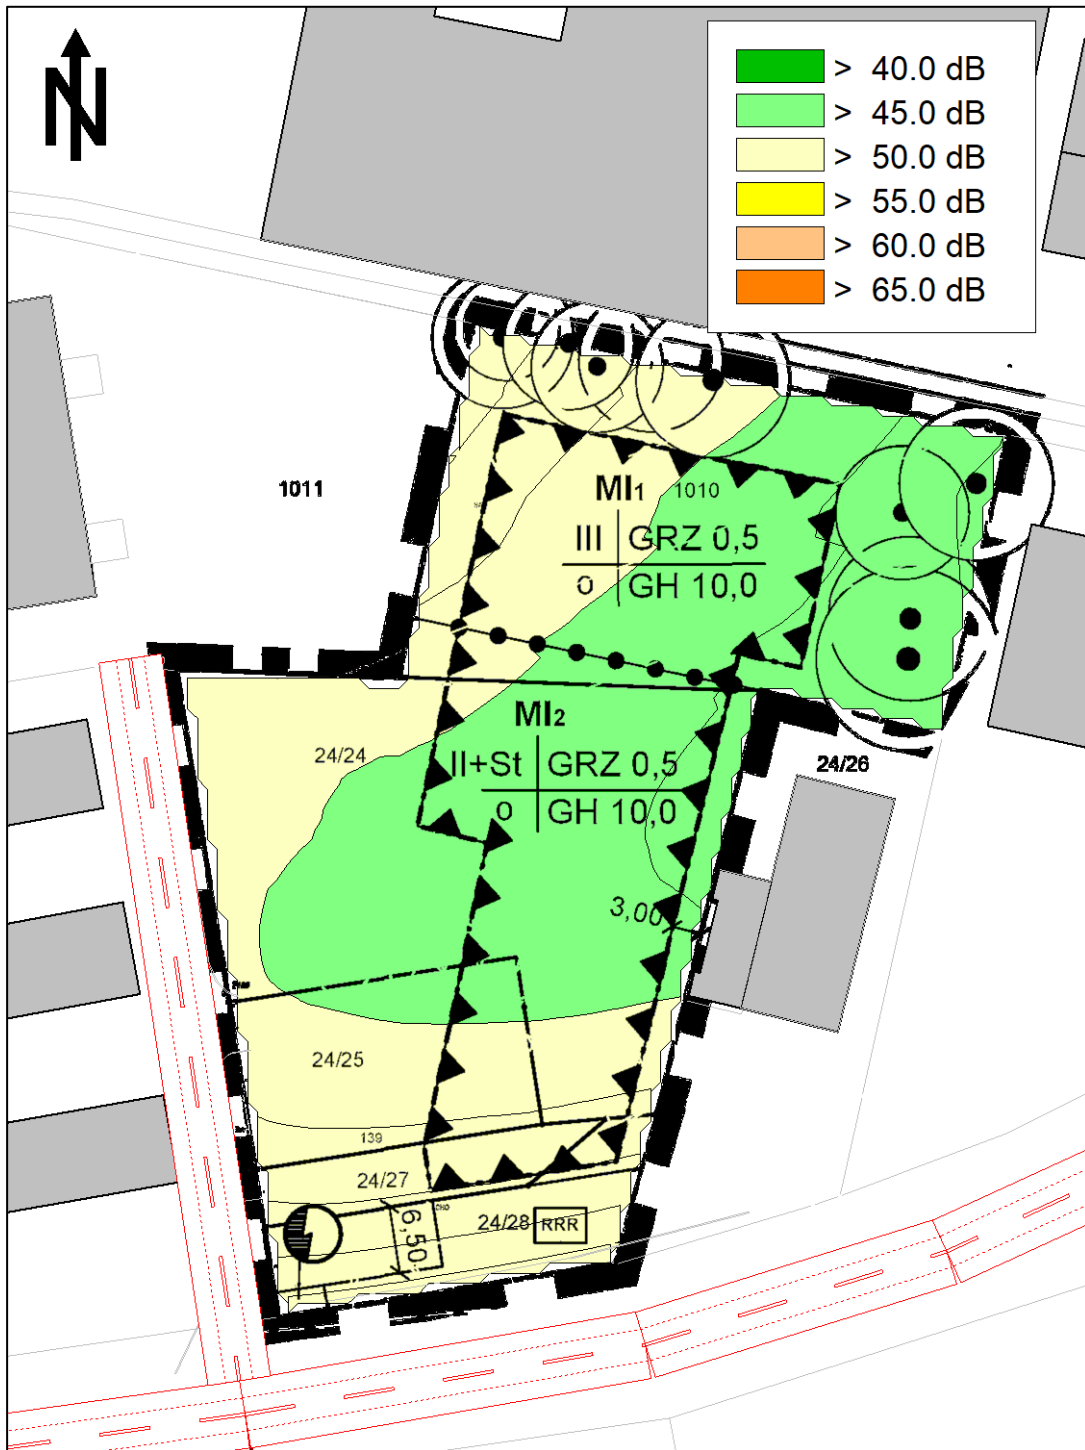 N
> 40.0 dB
> 45.0 dB
> 50.0 dB
> 55.0 dB
> 60.0 dB
> 65.0 dB
1011
MI1 1010
III GRZ 0,5
o GH 10,0
MI2
24/24
II+St GRZ 0,5
o GH 10,0
24/26
3,00
24/25
139
24/27
6,50
24/28 RRR